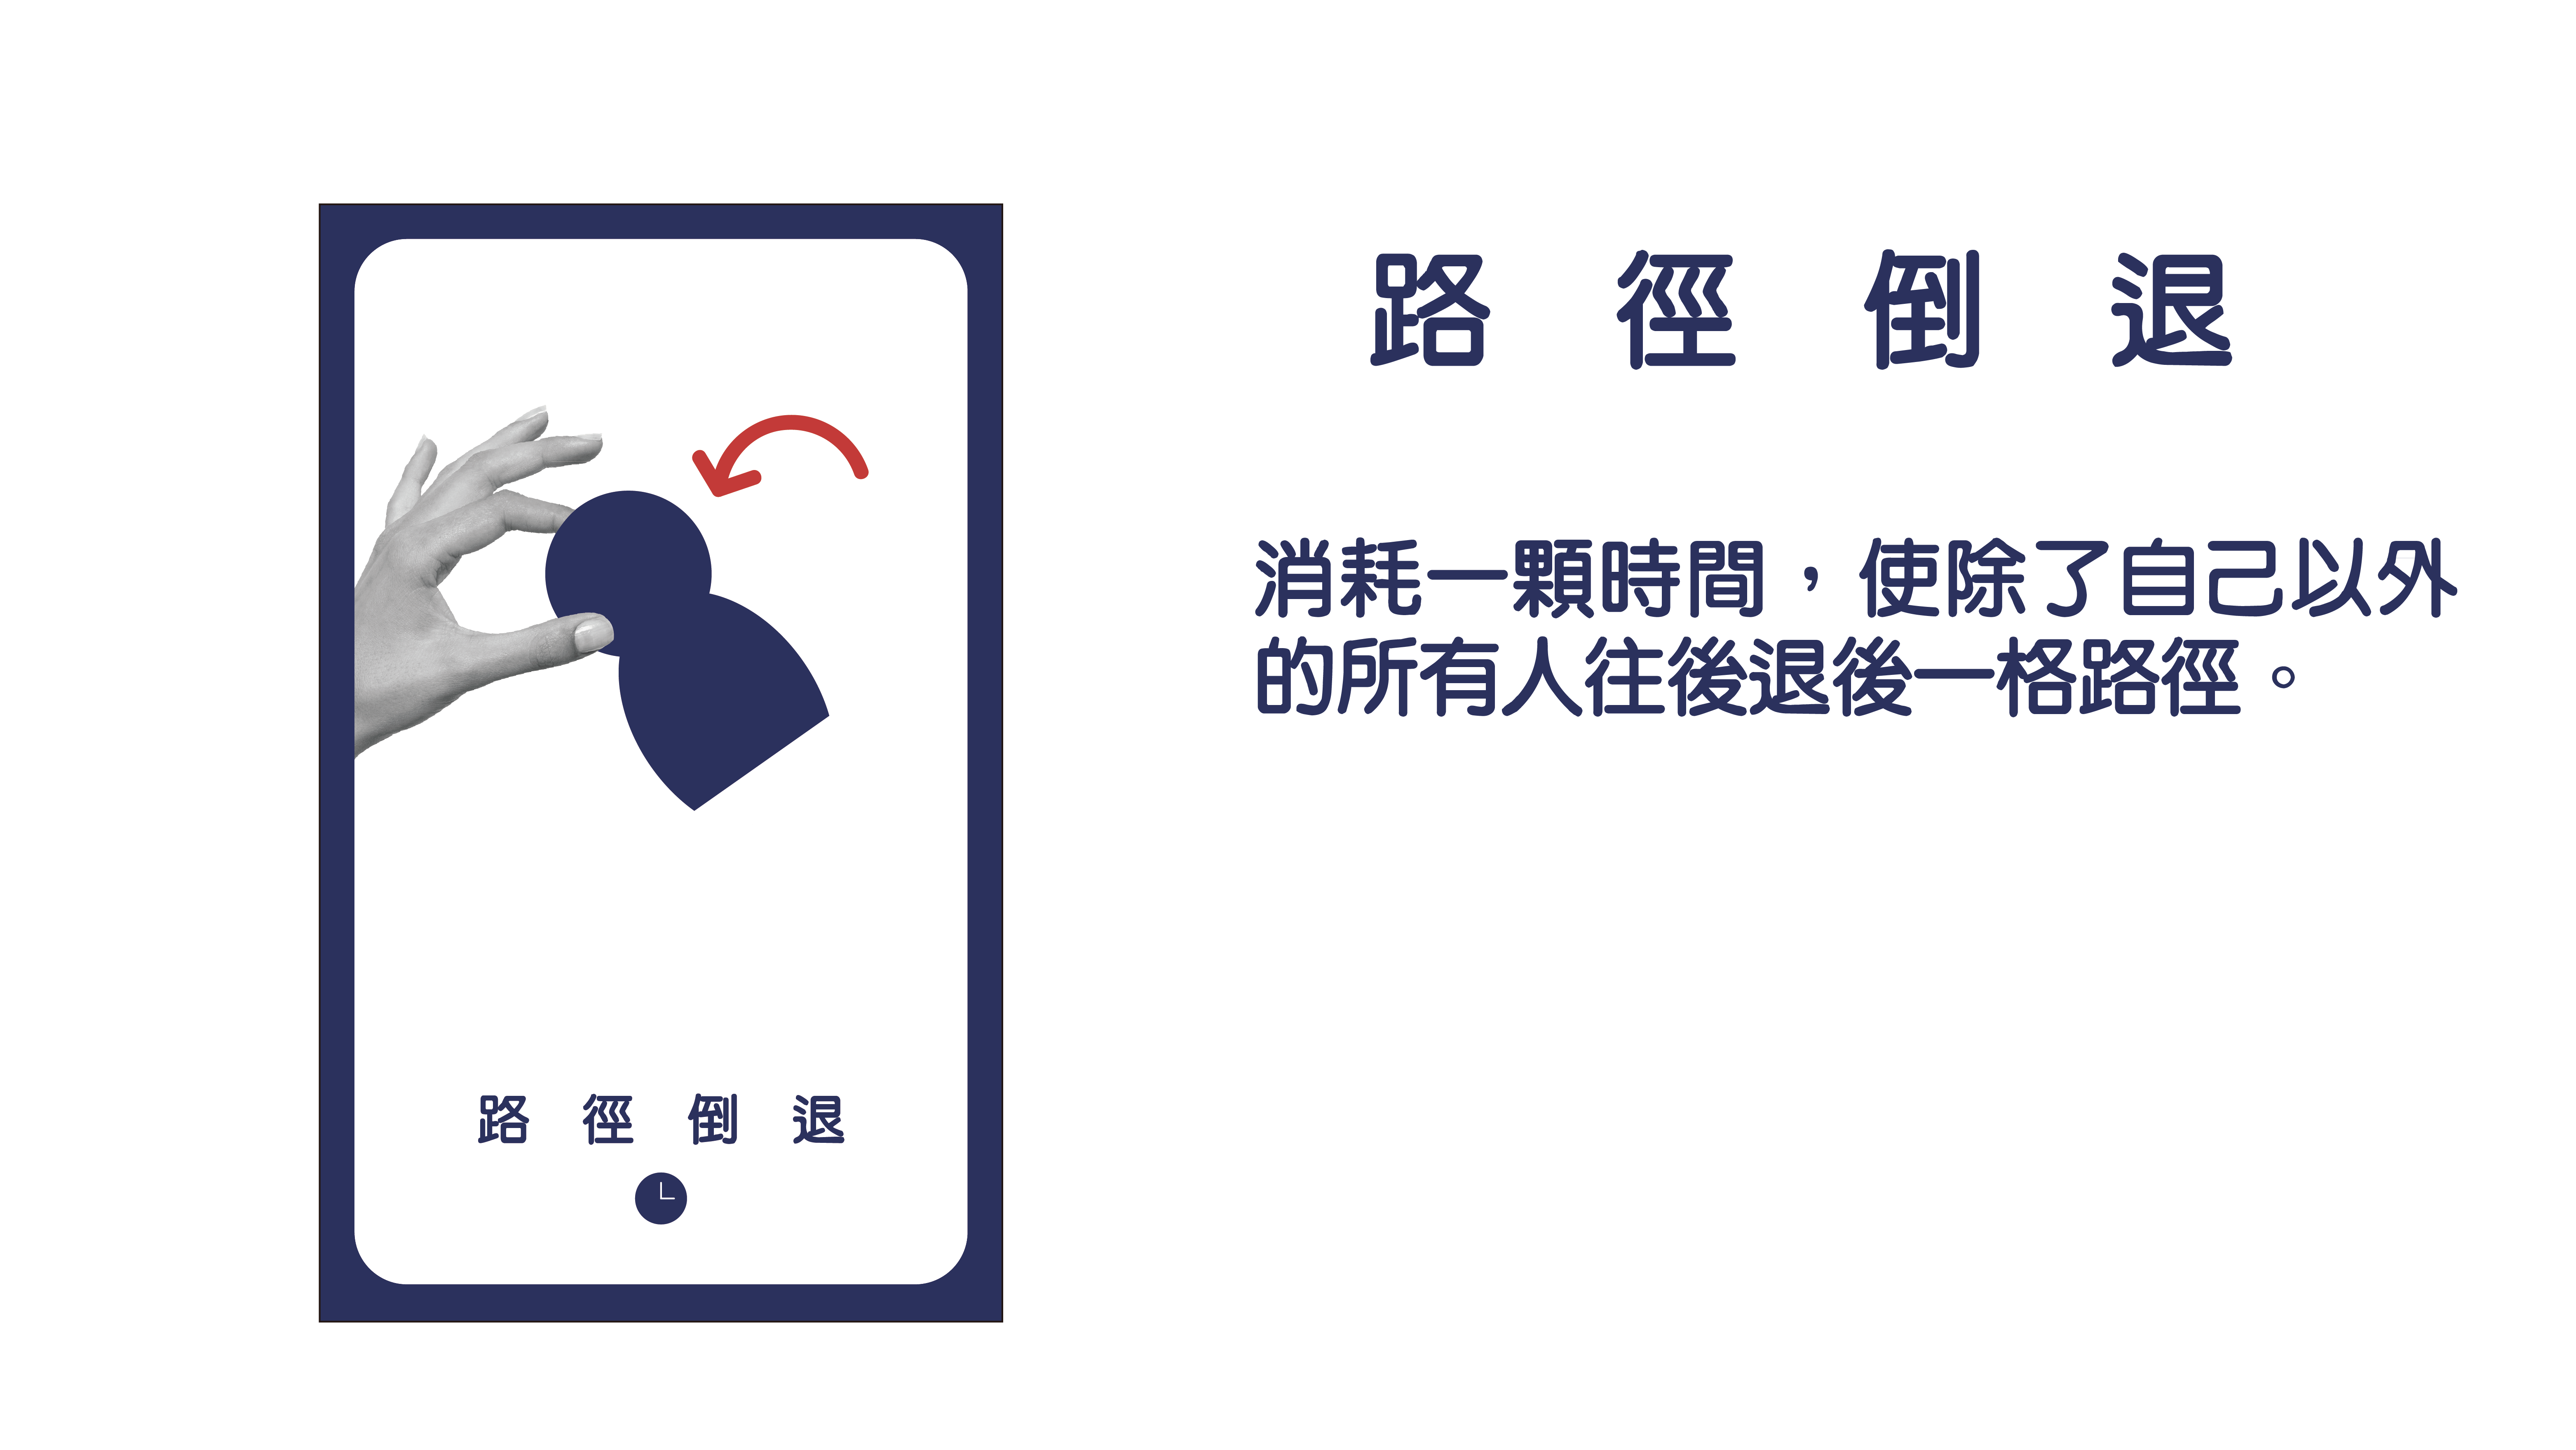 路徑倒退
路徑倒退
消耗一顆時間，使除了自己以外
的所有人往後退後一格路徑。